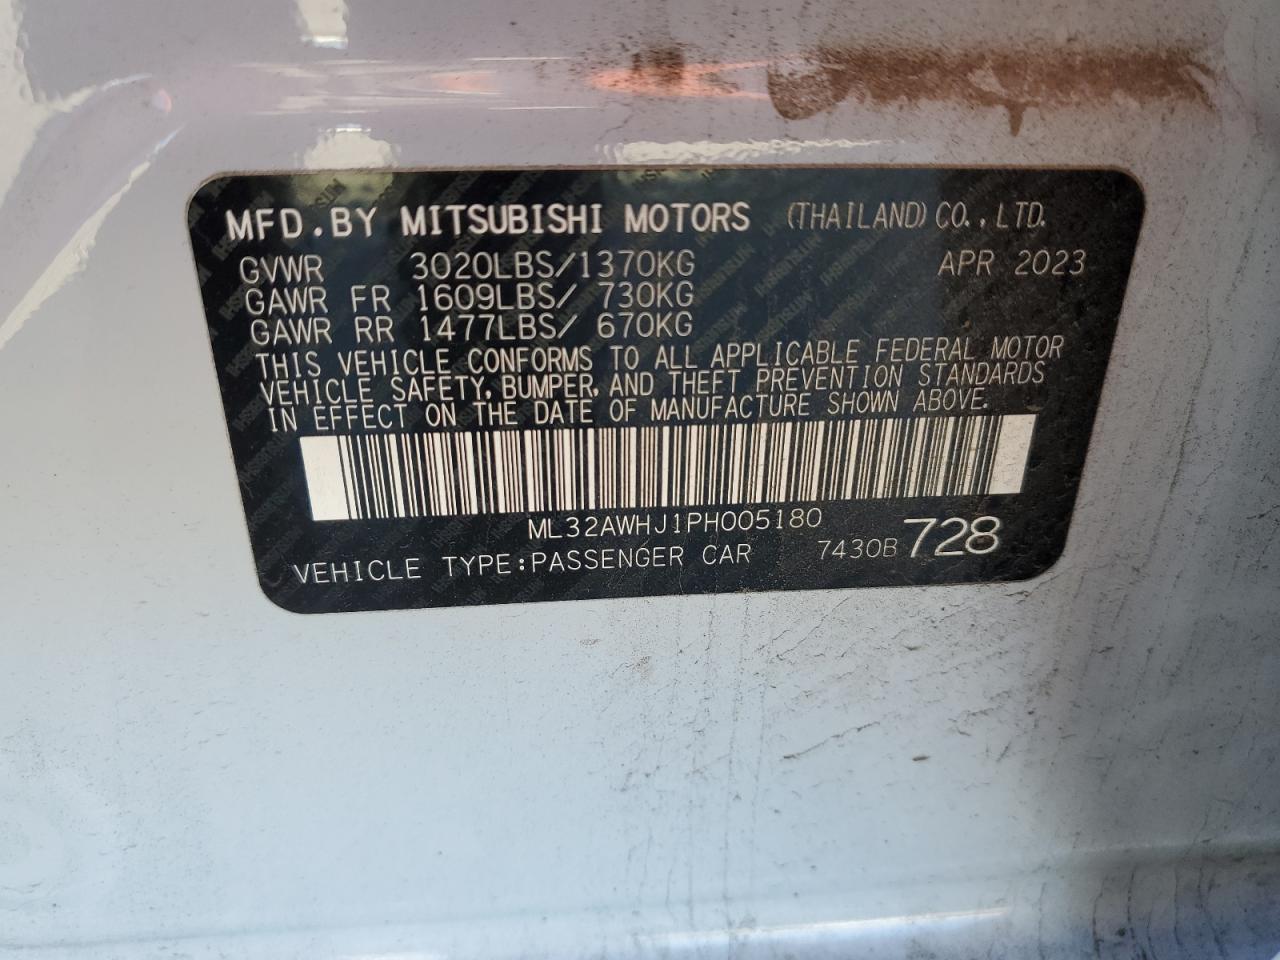 MFD.BY MITSUBISHI MOTORS (THAILAND) CO.,LTD.
GVWR 3020LBS/1370KG APR 2023
GAWR FR 1609LBS/ 730KG
GAWR RR 1477LBS/ 670KG
THIS VEHICLE CONFORMS TO ALL APPLICABLE FEDERAL MOTOR
VEHICLE SAFETY, BUMPER, AND THEFT PREVENTION STANDARDS
IN EFFECT ON THE DATE OF MANUFACTURE SHOWN ABOVE.
ML32AWHJ1PH005180
VEHICLE TYPE:PASSENGER CAR 7430B 728